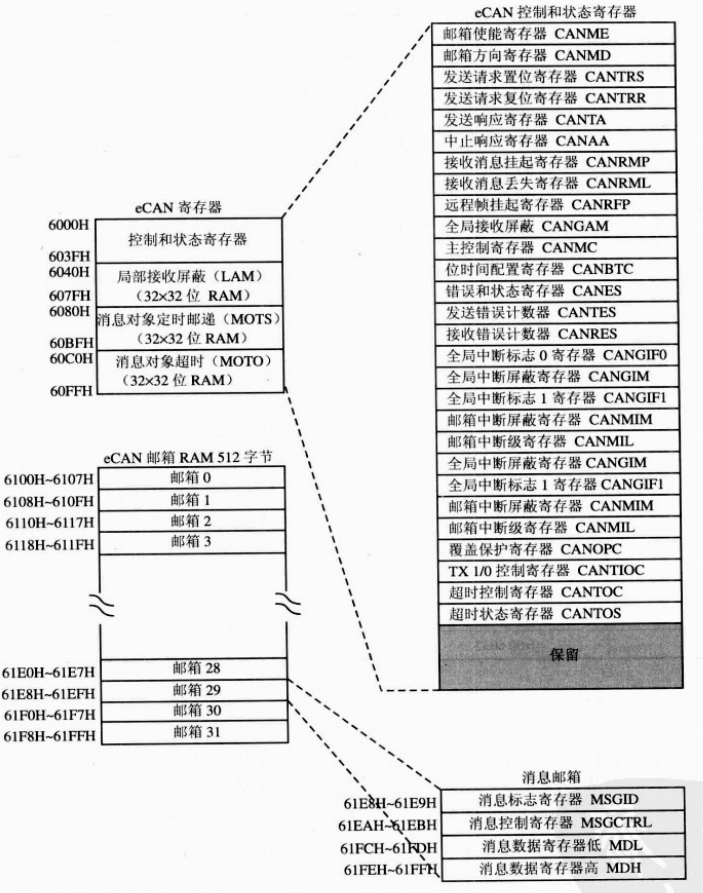 eCAN 控制和状态寄存器
邮箱使能寄存器 CANME
邮箱方向寄存器 CANMD
发送请求置位寄存器 CANTRS
发送请求复位寄存器 CANTRR
发送响应寄存器 CANTA
中止响应寄存器 CANAA
接收消息挂起寄存器 CANRMP
接收消息丢失寄存器 CANRML
远程帧挂起寄存器 CANRFP
全局接收屏蔽 CANGAM
主控制寄存器 CANMC
位时间配置寄存器 CANBTC
错误和状态寄存器 CANES
发送错误计数器 CANTES
接收错误计数器 CANRES
全局中断标志 0 寄存器 CANGIF0
全局中断屏蔽寄存器 CANGIM
全局中断标志 1 寄存器 CANGIF1
邮箱中断屏蔽寄存器 CANMIM
邮箱中断级寄存器 CANMIL
全局中断屏蔽寄存器 CANGIM
全局中断标志 1 寄存器 CANGIF1
邮箱中断屏蔽寄存器 CANMIM
邮箱中断级寄存器 CANMIL
覆盖保护寄存器 CANOPC
TX 1/0 控制寄存器 CANTIOC
超时控制寄存器 CANTOC
超时状态寄存器 CANTOS
保留
eCAN 寄存器
6000H
控制和状态寄存器
603FH
6040H
局部接收屏蔽（LAM）
607FH
（32×32 位 RAM）
6080H
消息对象定时邮递（MOTS）
60BFH
（32×32 位 RAM）
60C0H
消息对象超时（MOTO）
（32×32 位 RAM）
60FFH
eCAN 邮箱 RAM 512 字节
6100H~6107H 邮箱 0
6108H~610FH 邮箱 1
6110H~6117H 邮箱 2
6118H~611FH 邮箱 3
61E0H~61E7H 邮箱 28
61E8H~61EFH 邮箱 29
61F0H~61F7H 邮箱 30
61F8H~61FFH 邮箱 31
消息邮箱
61E8H~61E9H 消息标志寄存器 MSGID
61EAH~61EBH 消息控制寄存器 MSGCTRL
61FCH~61FDH 消息数据寄存器低 MDL
61FEH~61FFH 消息数据寄存器高 MDH